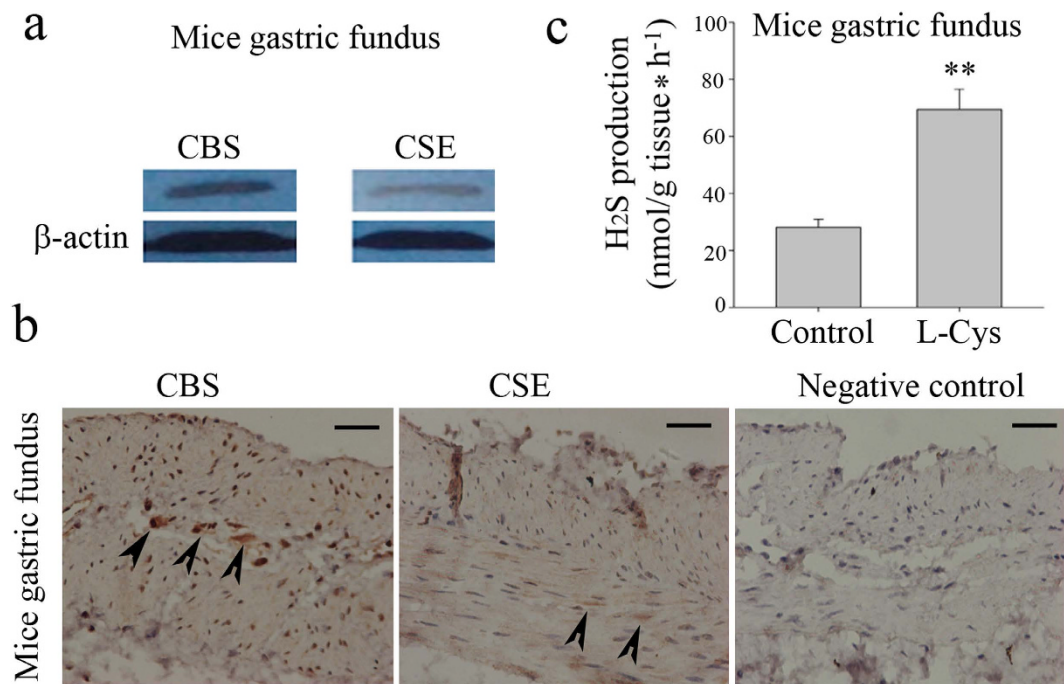 a
Mice gastric fundus
CBS CSE
β-actin
c
Mice gastric fundus
H2S production
(nmol/g tissue * h-1)
80
60
40
20
0
**
Control L-Cys
b
CBS CSE Negative control
Mice gastric fundus